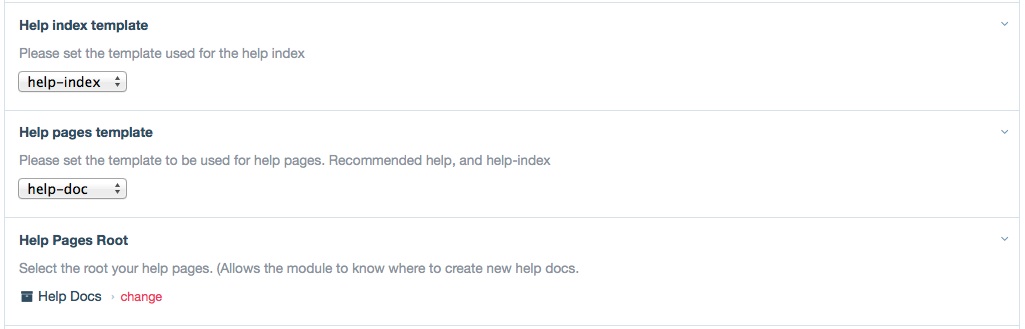 Help index template
Please set the template used for the help index
help-index
Help pages template
Please set the template to be used for help pages. Recommended help, and help-index
help-doc
Help Pages Root
Select the root your help pages. (Allows the module to know where to create new help docs.
Help Docs › change